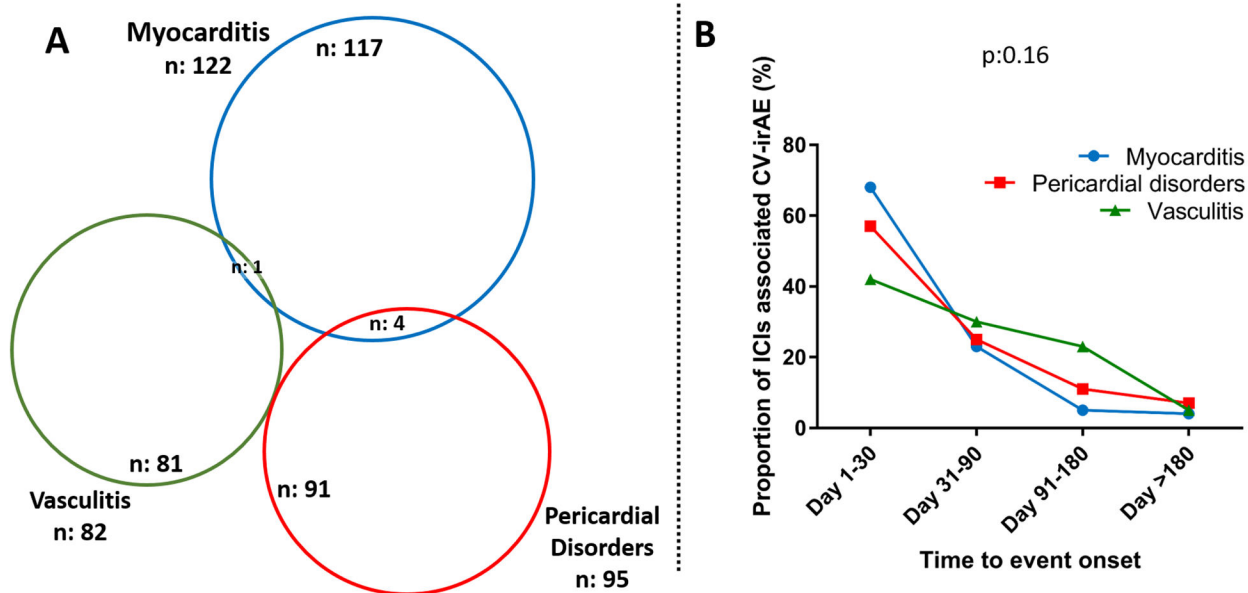 A
Myocarditis
n: 122
n: 117
n: 1
n: 4
n: 81
Vasculitis
n: 82
n: 91
Pericardial
Disorders
n: 95
B
p:0.16
Proportion of ICIs associated CV-irAE (%)
80
60
40
20
0
Myocarditis
Pericardial disorders
Vasculitis
Day 1-30
Day 31-90
Day 91-180
Day >180
Time to event onset